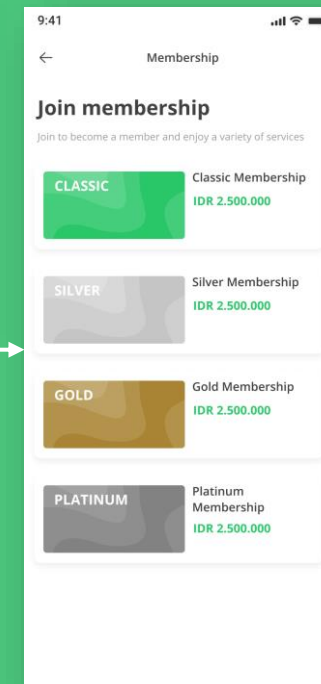 9:41
Membership
Join membership
Join to become a member and enjoy a variety of services
CLASSIC
Classic Membership
IDR 2.500.000
SILVER
Silver Membership
IDR 2.500.000
GOLD
Gold Membership
IDR 2.500.000
PLATINUM
Platinum
Membership
IDR 2.500.000